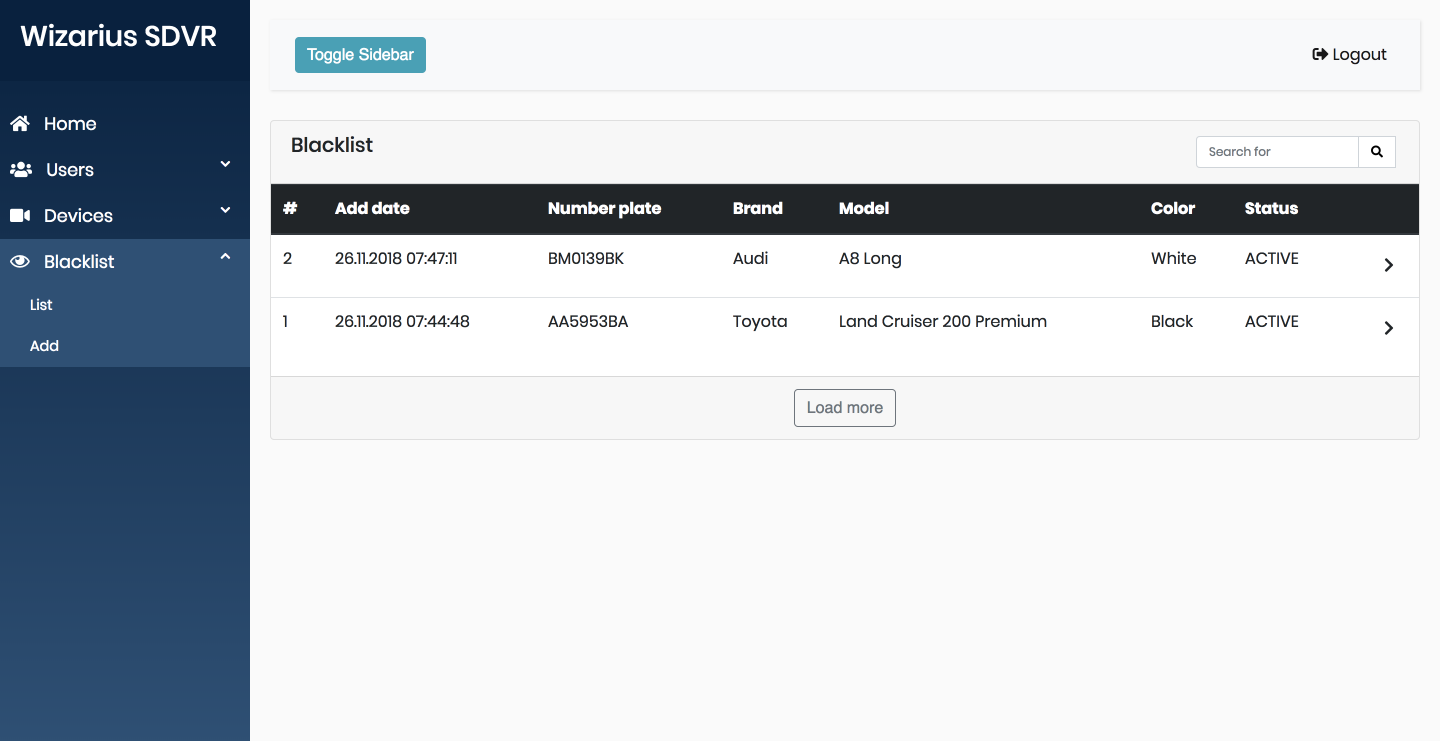 Wizarius SDVR
Toggle Sidebar
Logout
Home
Users
Devices
Blacklist
List
Add
Blacklist
Search for
# Add date Number plate Brand Model Color Status
2 26.11.2018 07:47:11 BM0139BK Audi A8 Long White ACTIVE
1 26.11.2018 07:44:48 AA5953BA Toyota Land Cruiser 200 Premium Black ACTIVE
Load more